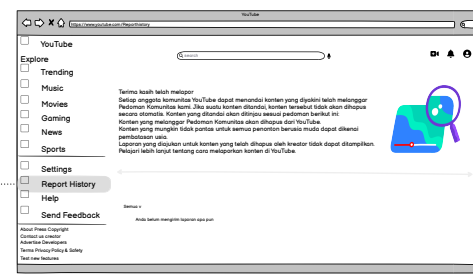 YouTube
https://www.youtube.com/Reporthistory
YouTube
search
Explore
Trending
Music
Movies
Gaming
News
Sports
Settings
Report History
Help
Send Feedback
About Press Copyright
Contact us creator
Advertise Developers
Terms Privacy Policy & Safety
Test new features
Terima kasih telah melapor
Setiap anggota komunitas YouTube dapat menandai konten yang diyakini telah melanggar
Pedoman Komunitas kami. Jika suatu konten ditandai, konten tersebut tidak akan dihapus
secara otomatis. Konten yang ditandai akan ditinjau sesuai pedoman berikut ini:
Konten yang melanggar Pedoman Komunitas akan dihapus dari YouTube.
Konten yang mungkin tidak pantas untuk semua penonton berusia muda dapat dikenai
pembatasan usia.
Laporan yang diajukan untuk konten yang telah dihapus oleh kreator tidak dapat ditampilkan.
Pelajari lebih lanjut tentang cara melaporkan konten di YouTube.
Semua v
Anda belum mengirim laporan apa pun